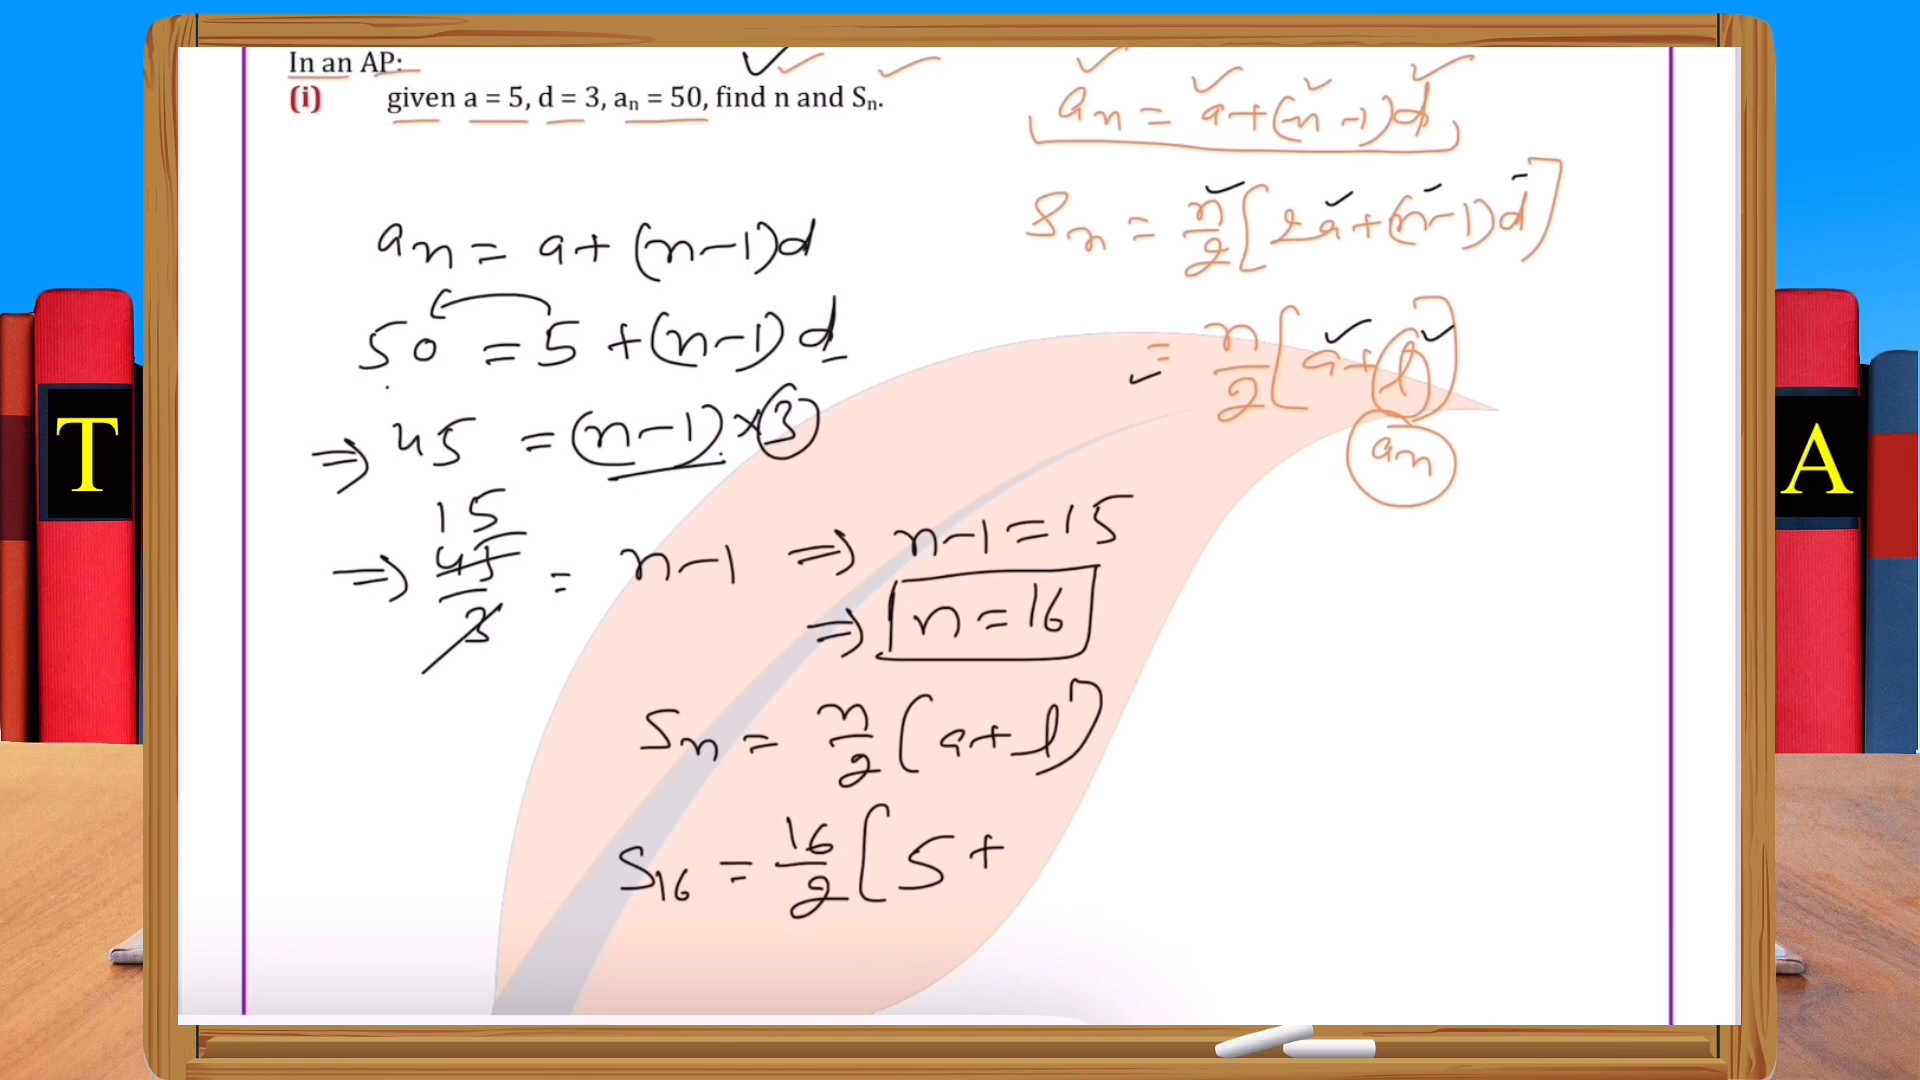 In an AP:
(i) given a = 5, d = 3, aₙ = 50, find n and Sₙ.
aₙ = a+(n-1)d
Sₙ = n/2 [2a+(n-1)d]
= n/2 [a+l]
aₙ
aₙ = a+(n-1)d
50 = 5+(n-1)d
⇒ 45 = (n-1)×3
15
⇒ 45/3 = n-1 ⇒ n-1=15
⇒ n=16
Sₙ = n/2 (a+l)
S₁₆ = 16/2 [5+
T
A